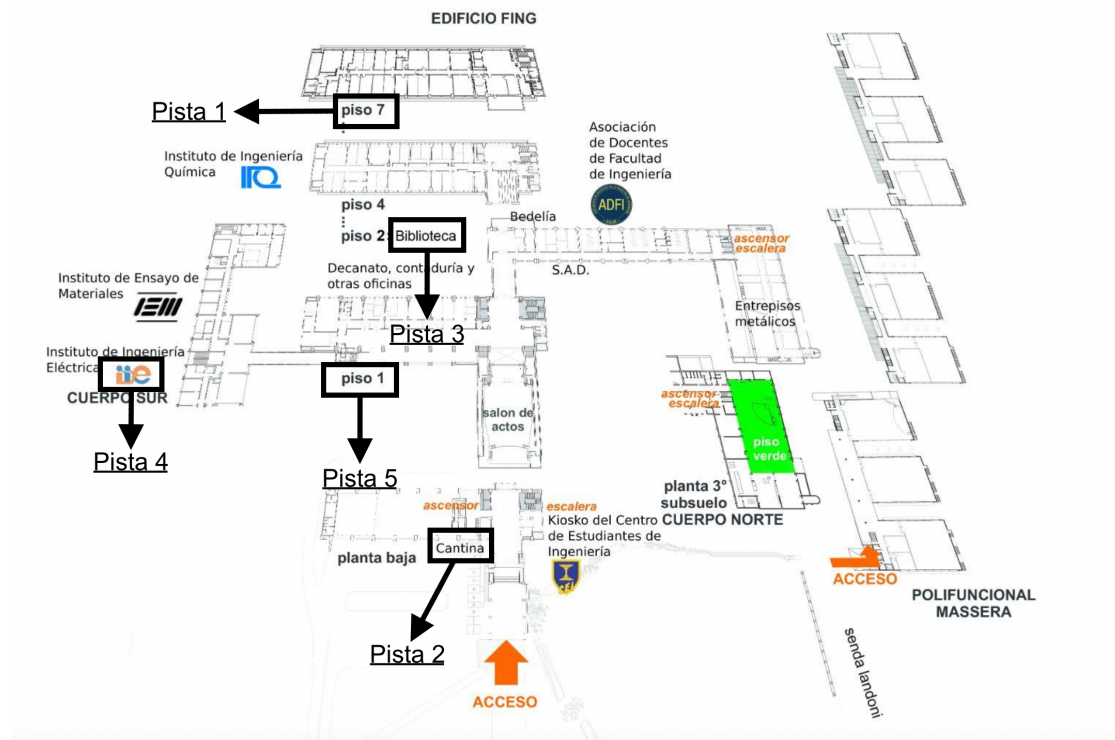 EDIFICIO FING
piso 7
Pista 1
Instituto de Ingeniería
Química
Asociación
de Docentes
de Facultad
de Ingeniería
ADFI
piso 4
piso 2:
Biblioteca
Bedelía
ascensor
escalera
Decanato, contaduría y
otras oficinas
S.A.D.
Instituto de Ensayo de
Materiales
IEM
Entrepisos
metálicos
Pista 3
Instituto de Ingeniería
Eléctrica
iie
CUERPO SUR
piso 1
ascensor
escalera
salon de
actos
piso
verde
Pista 4
Pista 5
planta 3°
subsuelo
CUERPO NORTE
ascensor
escalera
Kiosko del Centro
de Estudiantes de
Ingeniería
CEI
planta baja
Cantina
ACCESO
POLIFUNCIONAL
MASSERA
Pista 2
senda landoni
ACCESO